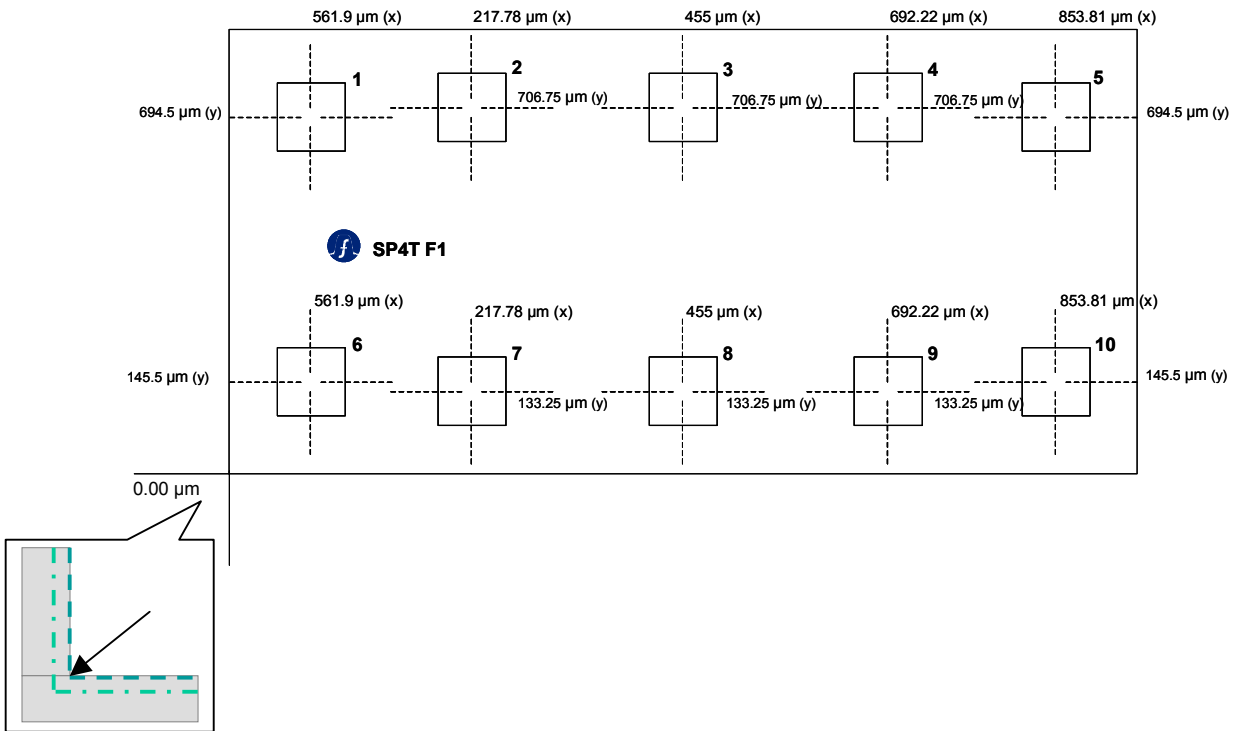 561.9 µm (x) 217.78 µm (x) 455 µm (x) 692.22 µm (x) 853.81 µm (x)
1 2 3 4 5
694.5 µm (y) 706.75 µm (y) 706.75 µm (y) 706.75 µm (y) 694.5 µm (y)
f SP4T F1
561.9 µm (x) 217.78 µm (x) 455 µm (x) 692.22 µm (x) 853.81 µm (x)
6 7 8 9 10
145.5 µm (y) 133.25 µm (y) 133.25 µm (y) 133.25 µm (y) 145.5 µm (y)
0.00 µm